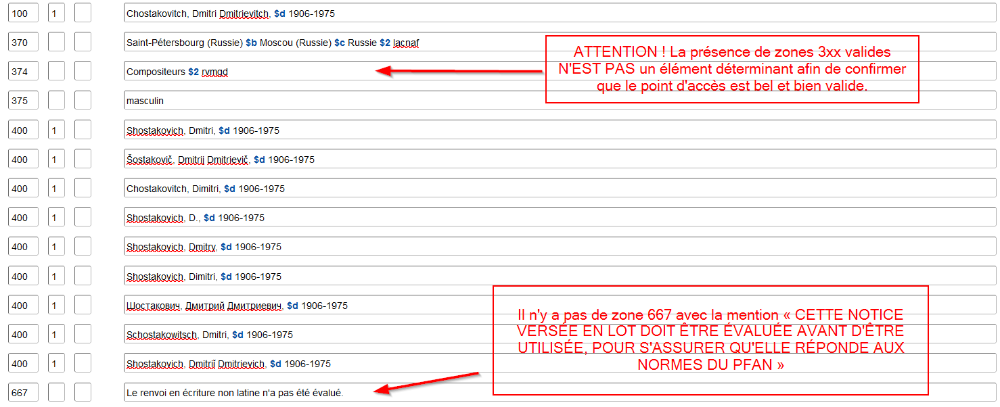 100 1 Chostakovitch, Dmitri Dmitrievitch, $d 1906-1975
370 Saint-Pétersbourg (Russie) $b Moscou (Russie) $c Russie $2 lacnaf
374 Compositeurs $2 rvmgd
ATTENTION ! La présence de zones 3xx valides
N'EST PAS un élément déterminant afin de confirmer
que le point d'accès est bel et bien valide.
375 masculin
400 1 Shostakovich, Dmitri, $d 1906-1975
400 1 Šostakovič, Dmitrij Dmitrievič, $d 1906-1975
400 1 Chostakovitch, Dimitri, $d 1906-1975
400 1 Shostakovich, D., $d 1906-1975
400 1 Shostakovich, Dmitry, $d 1906-1975
400 1 Shostakovich, Dimitri, $d 1906-1975
400 1 Шостакович, Дмитрий Дмитриевич, $d 1906-1975
400 1 Schostakowitsch, Dmitri, $d 1906-1975
400 1 Shostakovich, Dmitriĭ Dmitrievich, $d 1906-1975
Il n'y a pas de zone 667 avec la mention « CETTE NOTICE
VERSÉE EN LOT DOIT ÊTRE ÉVALUÉE AVANT D'ÊTRE
UTILISÉE, POUR S'ASSURER QU'ELLE RÉPONDE AUX
NORMES DU PFAN »
667 Le renvoi en écriture non latine n'a pas été évalué.